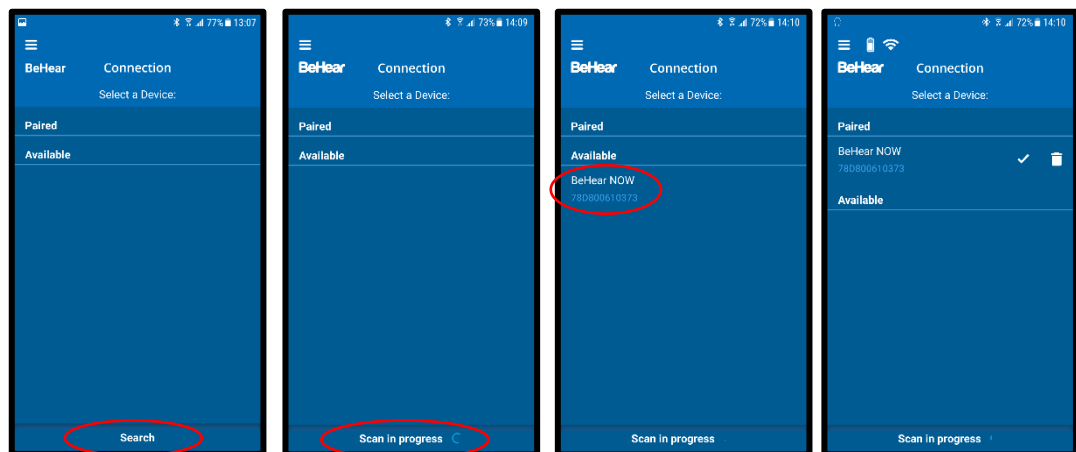 77% 13:07
BeHear Connection
Select a Device:
Paired
Available
Search
73% 14:09
BeHear Connection
Select a Device:
Paired
Available
Scan in progress
72% 14:10
BeHear Connection
Select a Device:
Paired
Available
BeHear NOW
78D800610373
Scan in progress
72% 14:10
BeHear Connection
Select a Device:
Paired
BeHear NOW
78D800610373
Available
Scan in progress